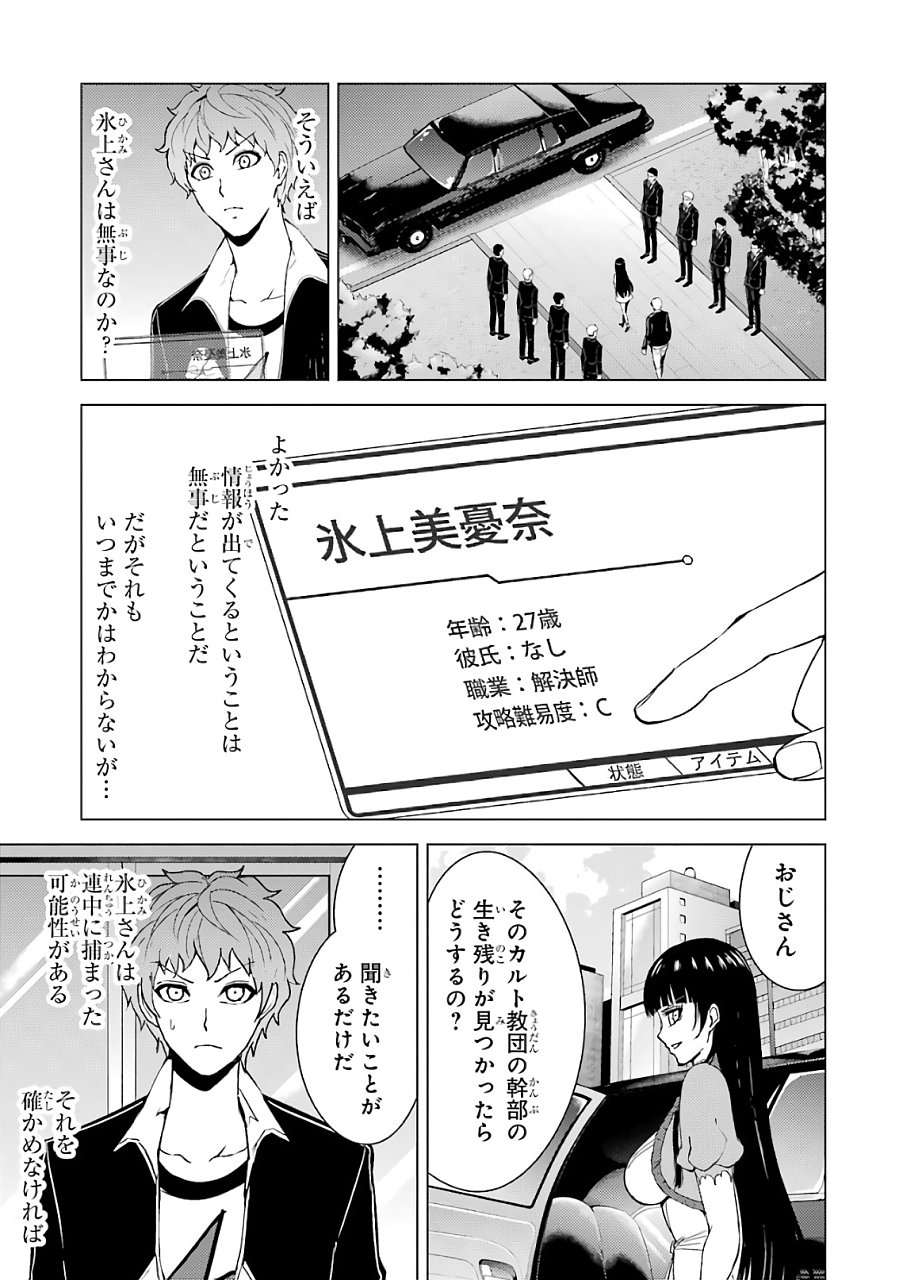 そういえば
氷上さんは無事なのか?
氷上美憂奈
よかった
情報が出てくるということは
無事だということだ
だがそれも
いつまでかはわからないが…
氷上美憂奈
年齢:27歳
彼氏:なし
職業:解決師
攻略難易度:C
状態
アイテム
おじさん
そのカルト教団の幹部の
生き残りが見つかったら
どうするの?
………
聞きたいことが
あるだけだ
氷上さんは
連中に捕まった
可能性がある
それを
確かめなければ